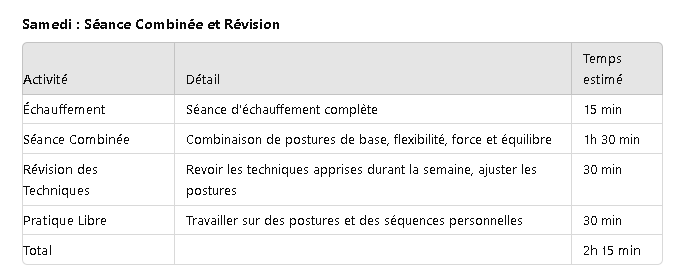 Samedi : Séance Combinée et Révision
Temps
Activité Détail estimé
Échauffement Séance d'échauffement complète 15 min
Séance Combinée Combinaison de postures de base, flexibilité, force et équilibre 1h 30 min
Révision des Revoir les techniques apprises durant la semaine, ajuster les 30 min
Techniques postures
Pratique Libre Travailler sur des postures et des séquences personnelles 30 min
Total 2h 15 min